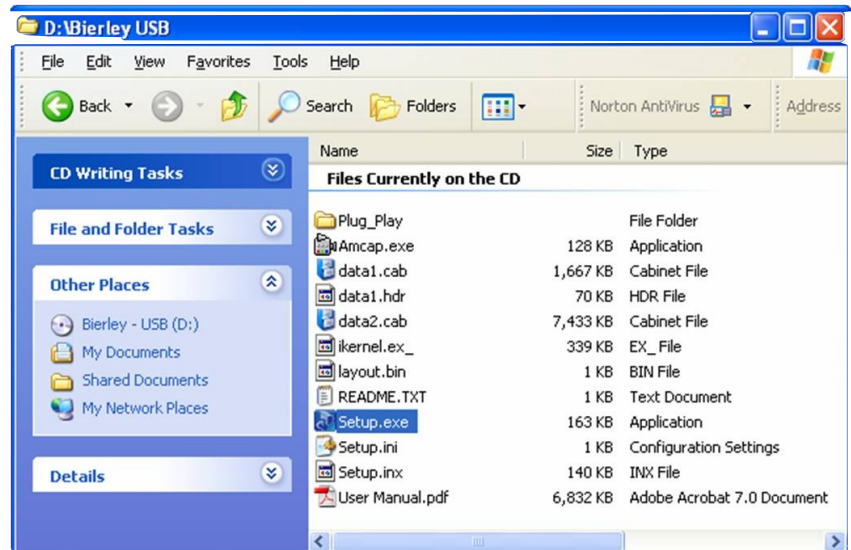 D:\Bierley USB
File Edit View Favorites Tools Help
Back Search Folders Norton AntiVirus Address
Name Size Type
CD Writing Tasks
Files Currently on the CD
File and Folder Tasks
Plug_Play File Folder
Amcap.exe 128 KB Application
data1.cab 1,667 KB Cabinet File
Other Places
data1.hdr 70 KB HDR File
Bierley - USB (D:)
data2.cab 7,433 KB Cabinet File
My Documents
ikernel.ex_ 339 KB EX_ File
Shared Documents
layout.bin 1 KB BIN File
My Network Places
README.TXT 1 KB Text Document
Setup.exe 163 KB Application
Setup.ini 1 KB Configuration Settings
Details
Setup.inx 140 KB INX File
User Manual.pdf 6,832 KB Adobe Acrobat 7.0 Document